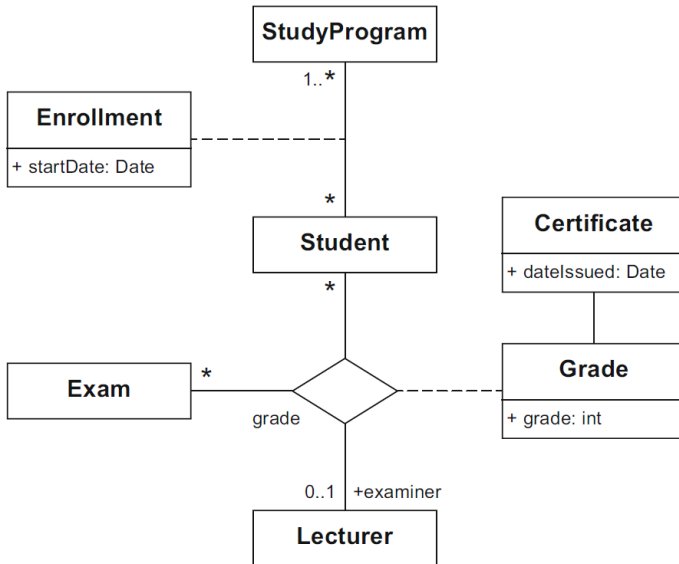 StudyProgram
1..*
Enrollment
+ startDate: Date
*
Student
*
Certificate
+ dateIssued: Date
Exam
*
grade
Grade
+ grade: int
0..1 +examiner
Lecturer